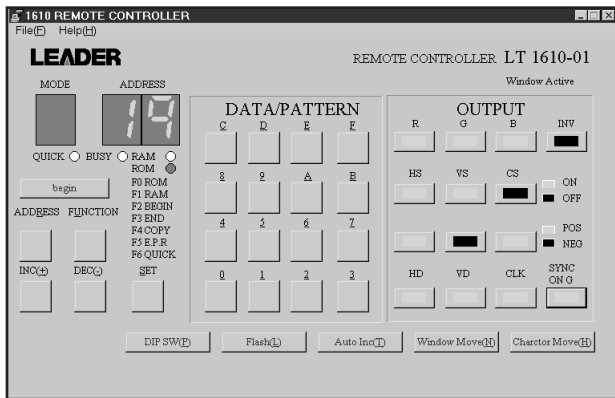 1610 REMOTE CONTROLLER
File(F) Help(H)
LEADER
REMOTE CONTROLLER LT 1610-01
Window Active
MODE ADDRESS
19
DATA/PATTERN
OUTPUT
C D E F
R G B INV
QUICK BUSY RAM
ROM
begin
F0 ROM
F1 RAM
F2 BEGIN
F3 END
F4 COPY
F5 E.P.R
F6 QUICK
8 9 A B
HS VS CS
ON
OFF
ADDRESS FUNCTION
4 5 6 7
POS
NEG
INC(+) DEC(-) SET
0 1 2 3
HD VD CLK SYNC
ON G
DIP SW(P) Flash(L) Auto Inc(T) Window Move(N) Charctor Move(H)